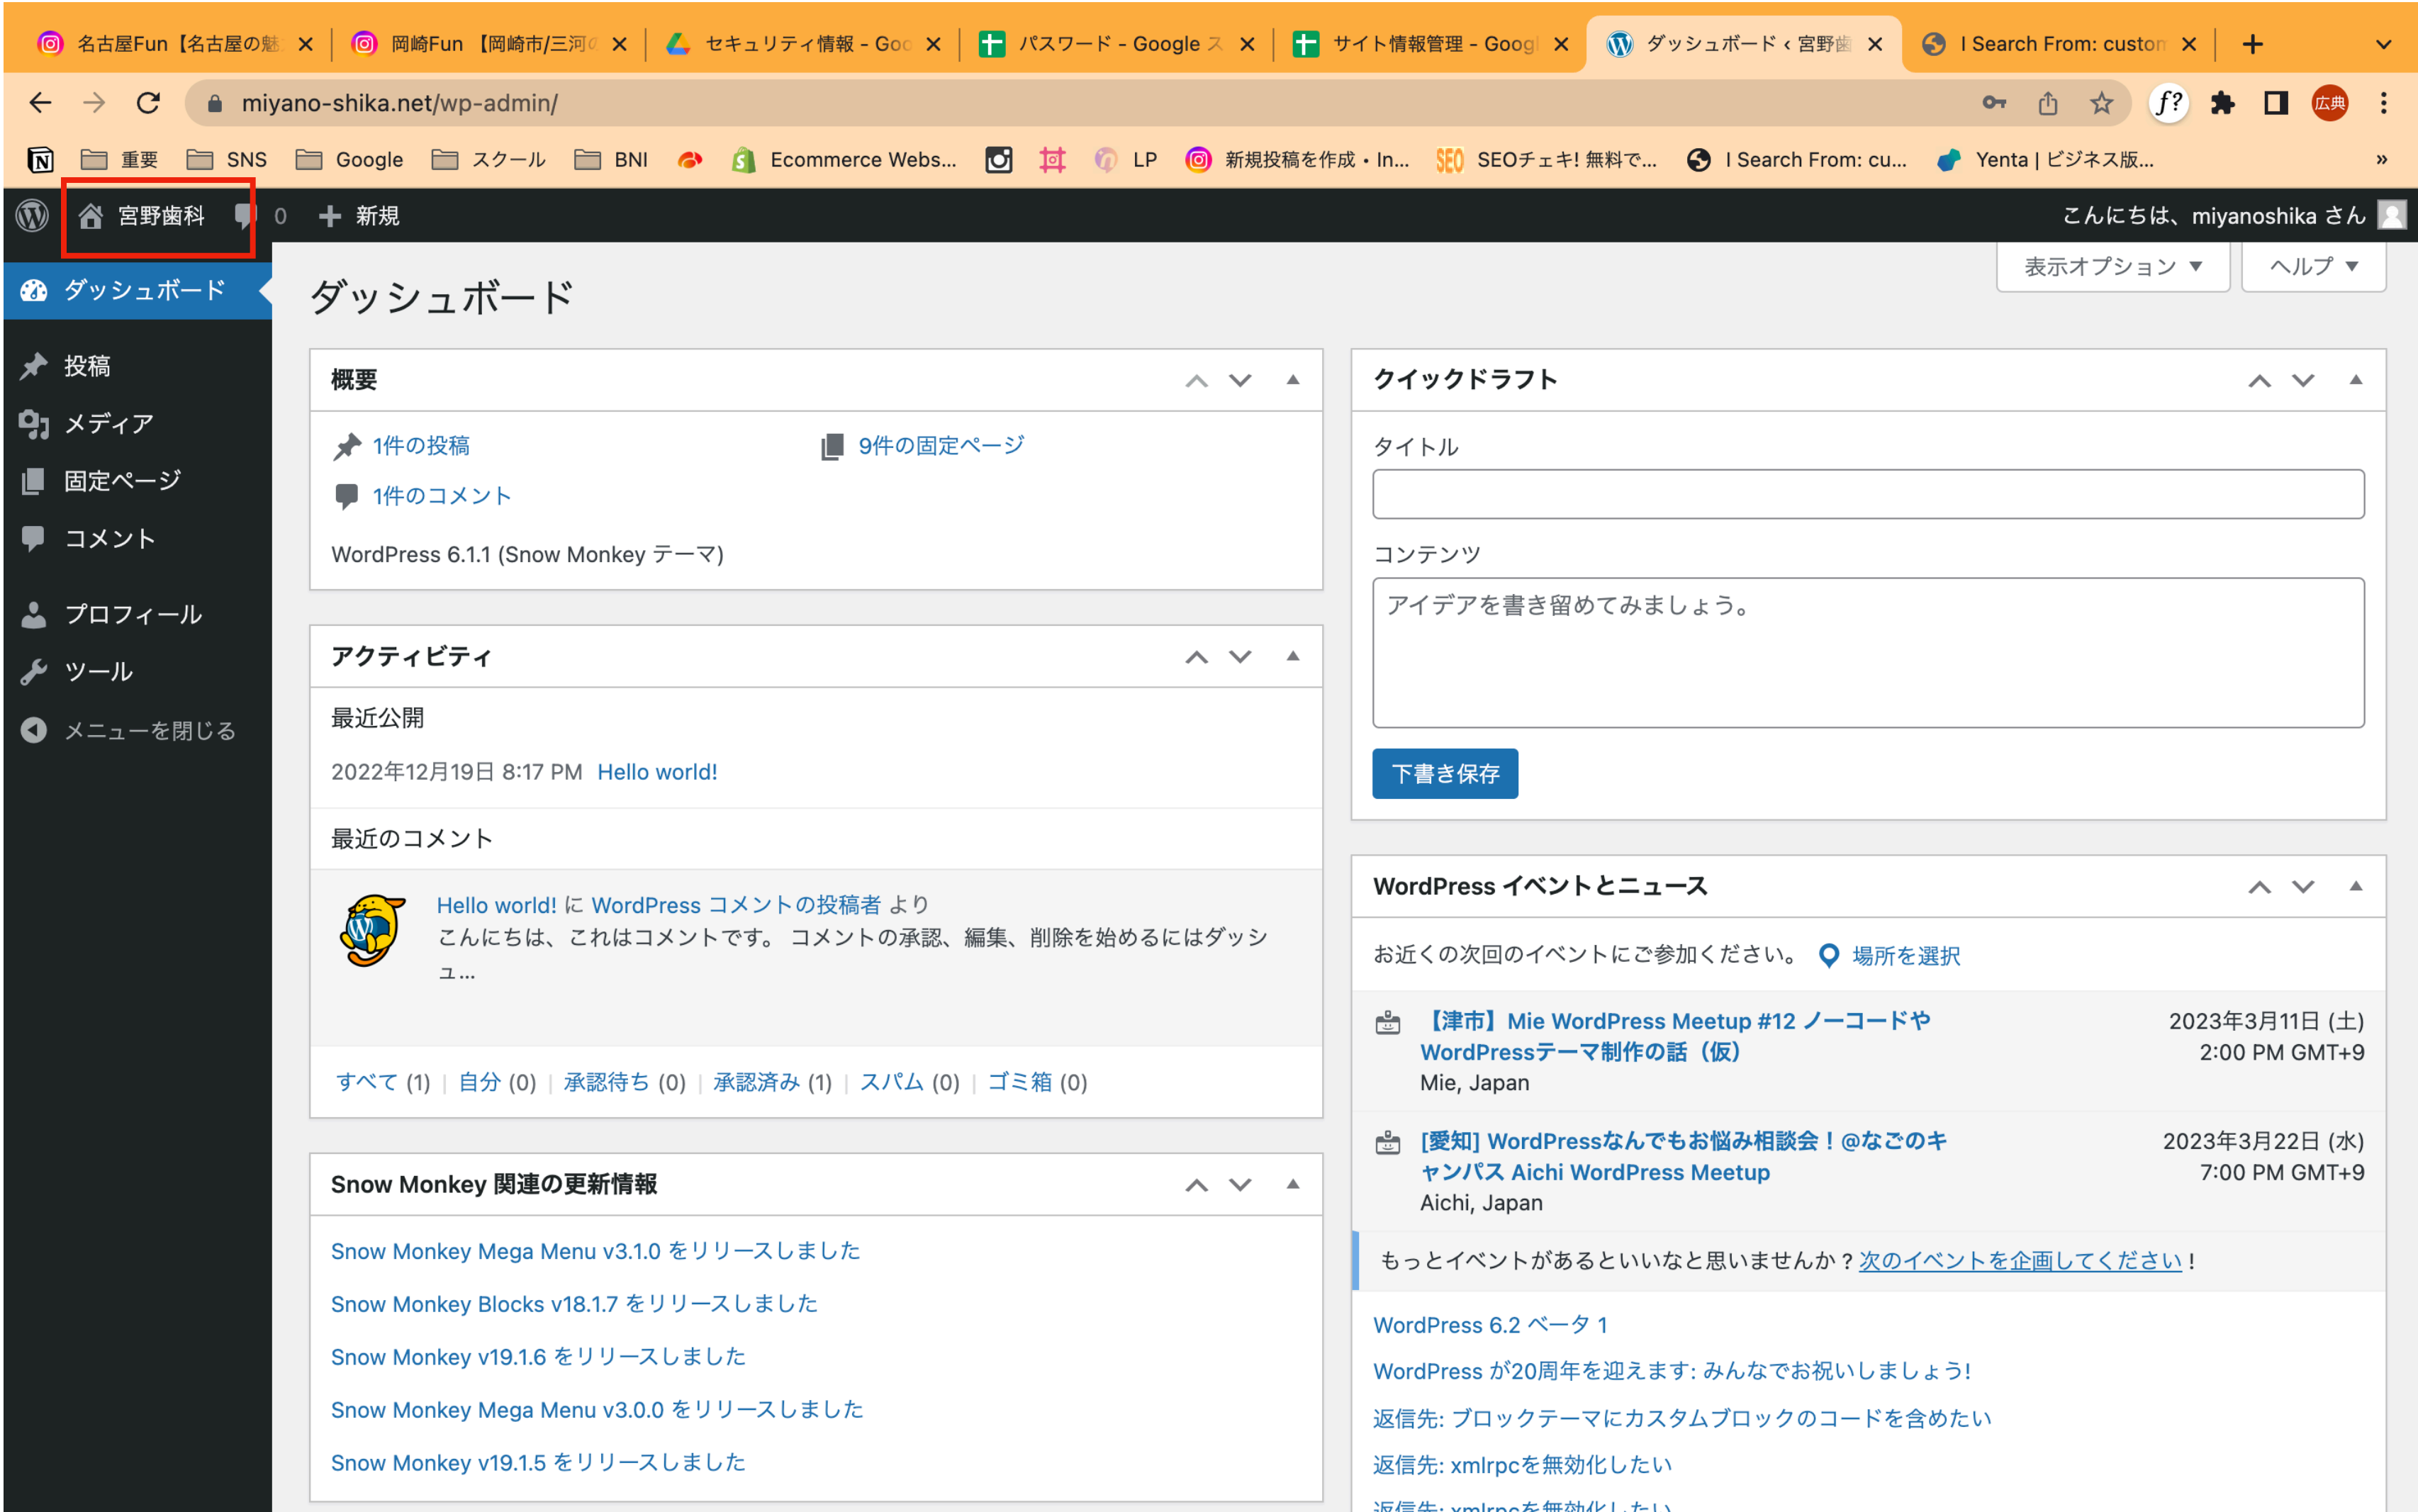 名古屋Fun【名古屋の魅
岡崎Fun 【岡崎市/三河の
セキュリティ情報 - Goo
パスワード - Google ス
サイト情報管理 - Googl
ダッシュボード ‹ 宮野歯
I Search From: custom
miyano-shika.net/wp-admin/
f?
広典
重要
SNS
Google
スクール
BNI
Ecommerce Webs...
LP
新規投稿を作成 • In...
SEO
SEOチェキ! 無料で...
I Search From: cu...
Yenta | ビジネス版...
»
宮野歯科
0
新規
こんにちは、miyanoshika さん
ダッシュボード
投稿
メディア
固定ページ
コメント
プロフィール
ツール
メニューを閉じる
表示オプション ▼
ヘルプ ▼
ダッシュボード
概要
1件の投稿
9件の固定ページ
1件のコメント
WordPress 6.1.1 (Snow Monkey テーマ)
アクティビティ
最近公開
2022年12月19日 8:17 PM Hello world!
最近のコメント
Hello world! に WordPress コメントの投稿者 より
こんにちは、これはコメントです。 コメントの承認、編集、削除を始めるにはダッシ
ュ…
すべて (1) | 自分 (0) | 承認待ち (0) | 承認済み (1) | スパム (0) | ゴミ箱 (0)
Snow Monkey 関連の更新情報
Snow Monkey Mega Menu v3.1.0 をリリースしました
Snow Monkey Blocks v18.1.7 をリリースしました
Snow Monkey v19.1.6 をリリースしました
Snow Monkey Mega Menu v3.0.0 をリリースしました
Snow Monkey v19.1.5 をリリースしました
クイックドラフト
タイトル
コンテンツ
アイデアを書き留めてみましょう。
下書き保存
WordPress イベントとニュース
お近くの次回のイベントにご参加ください。 場所を選択
【津市】Mie WordPress Meetup #12 ノーコードや
WordPressテーマ制作の話（仮）
Mie, Japan
2023年3月11日 (土)
2:00 PM GMT+9
[愛知] WordPressなんでもお悩み相談会！@なごのキ
ャンパス Aichi WordPress Meetup
Aichi, Japan
2023年3月22日 (水)
7:00 PM GMT+9
もっとイベントがあるといいなと思いませんか ? 次のイベントを企画してください !
WordPress 6.2 ベータ 1
WordPress が20周年を迎えます: みんなでお祝いしましょう!
返信先: ブロックテーマにカスタムブロックのコードを含めたい
返信先: xmlrpcを無効化したい
返信先: xmlrpcを無効化したい